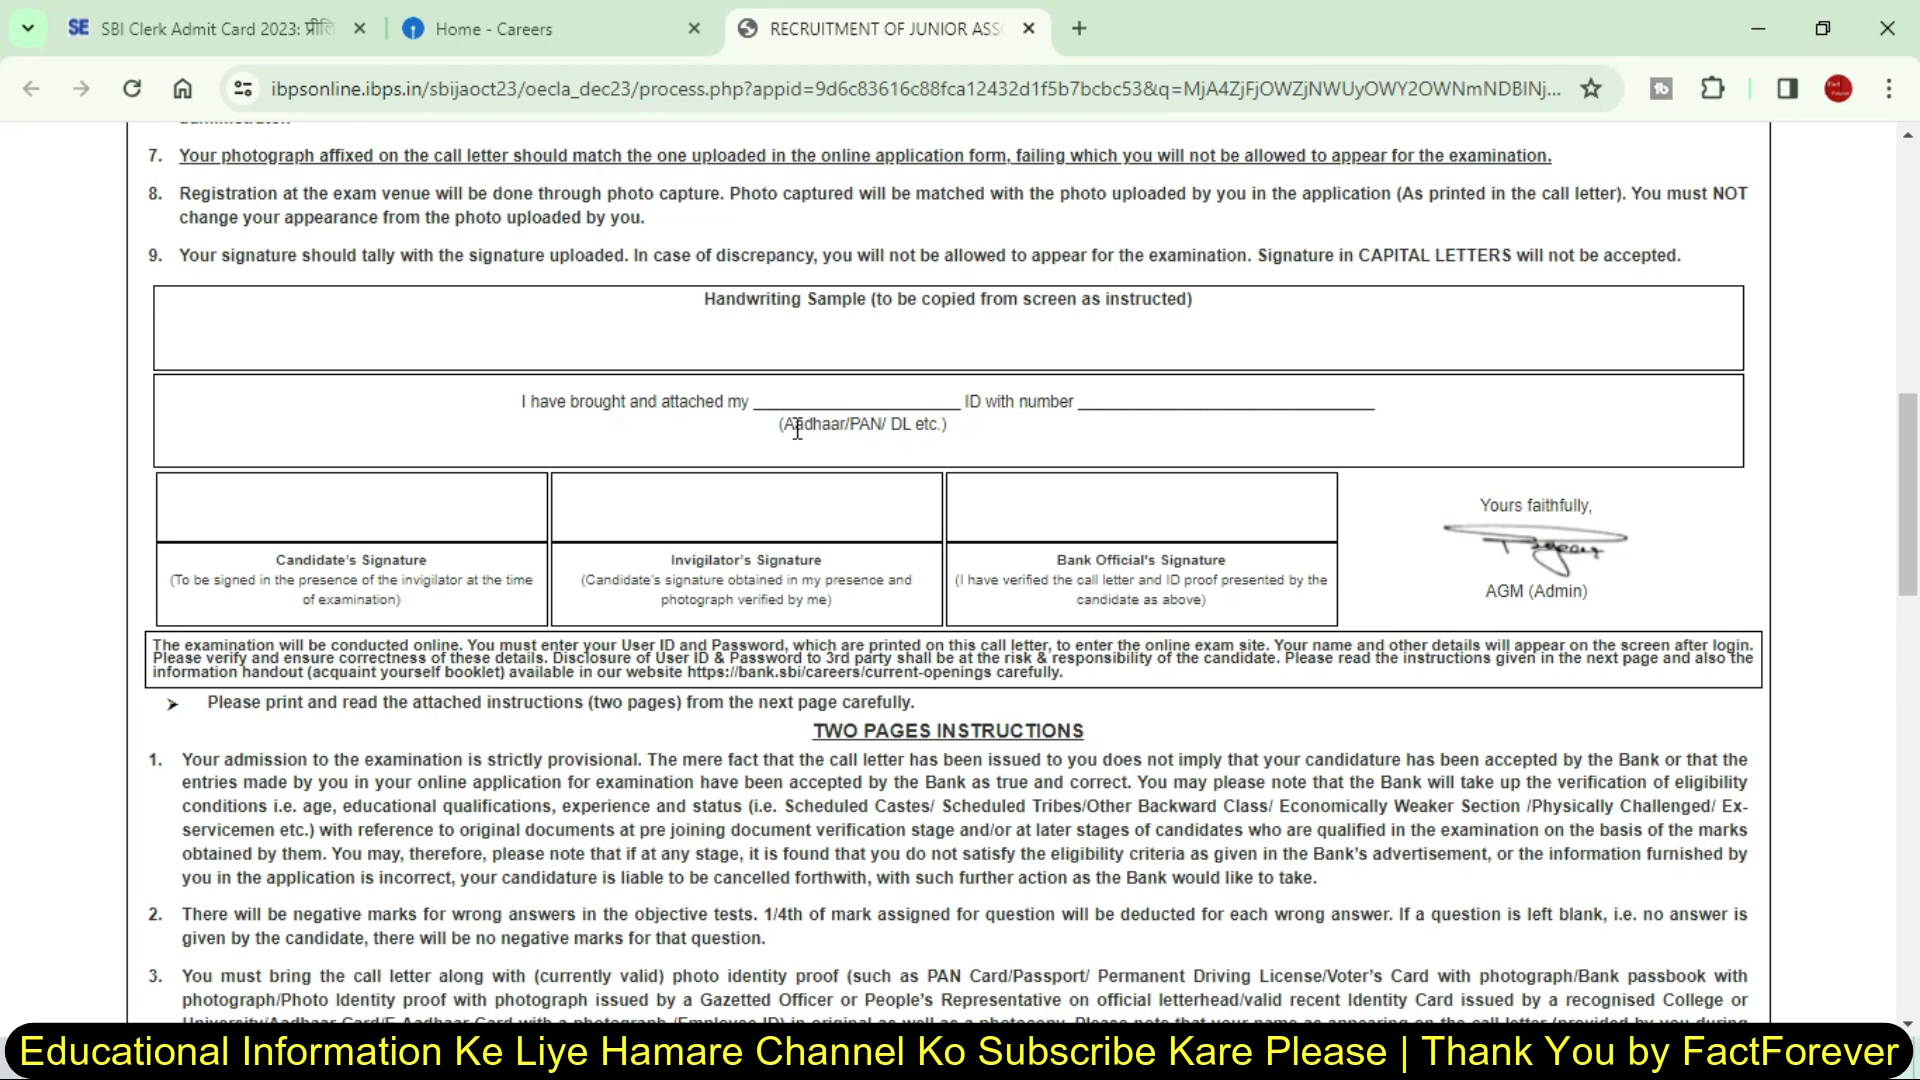 SBI Clerk Admit Card 2023: प्रीलि
Home - Careers
RECRUITMENT OF JUNIOR ASS
ibpsonline.ibps.in/sbijaoct23/oecla_dec23/process.php?appid=9d6c83616c88fca12432d1f5b7bcbc53&q=MjA4ZjFjOWZjNWUyOWY2OWNmNDBlNj...
7. Your photograph affixed on the call letter should match the one uploaded in the online application form, failing which you will not be allowed to appear for the examination.
8. Registration at the exam venue will be done through photo capture. Photo captured will be matched with the photo uploaded by you in the application (As printed in the call letter). You must NOT
change your appearance from the photo uploaded by you.
9. Your signature should tally with the signature uploaded. In case of discrepancy, you will not be allowed to appear for the examination. Signature in CAPITAL LETTERS will not be accepted.
Handwriting Sample (to be copied from screen as instructed)
I have brought and attached my ______________________ ID with number ________________________________
(Aadhaar/PAN/ DL etc.)
Yours faithfully,
AGM (Admin)
Candidate's Signature
(To be signed in the presence of the invigilator at the time
of examination)
Invigilator's Signature
(Candidate's signature obtained in my presence and
photograph verified by me)
Bank Official's Signature
(I have verified the call letter and ID proof presented by the
candidate as above)
The examination will be conducted online. You must enter your User ID and Password, which are printed on this call letter, to enter the online exam site. Your name and other details will appear on the screen after login.
Please verify and ensure correctness of these details. Disclosure of User ID & Password to 3rd party shall be at the risk & responsibility of the candidate. Please read the instructions given in the next page and also the
information handout (acquaint yourself booklet) available in our website https://bank.sbi/careers/current-openings carefully.
➤ Please print and read the attached instructions (two pages) from the next page carefully.
TWO PAGES INSTRUCTIONS
1. Your admission to the examination is strictly provisional. The mere fact that the call letter has been issued to you does not imply that your candidature has been accepted by the Bank or that the
entries made by you in your online application for examination have been accepted by the Bank as true and correct. You may please note that the Bank will take up the verification of eligibility
conditions i.e. age, educational qualifications, experience and status (i.e. Scheduled Castes/ Scheduled Tribes/Other Backward Class/ Economically Weaker Section /Physically Challenged/ Ex-
servicemen etc.) with reference to original documents at pre joining document verification stage and/or at later stages of candidates who are qualified in the examination on the basis of the marks
obtained by them. You may, therefore, please note that if at any stage, it is found that you do not satisfy the eligibility criteria as given in the Bank's advertisement, or the information furnished by
you in the application is incorrect, your candidature is liable to be cancelled forthwith, with such further action as the Bank would like to take.
2. There will be negative marks for wrong answers in the objective tests. 1/4th of mark assigned for question will be deducted for each wrong answer. If a question is left blank, i.e. no answer is
given by the candidate, there will be no negative marks for that question.
3. You must bring the call letter along with (currently valid) photo identity proof (such as PAN Card/Passport/ Permanent Driving License/Voter's Card with photograph/Bank passbook with
photograph/Photo Identity proof with photograph issued by a Gazetted Officer or People's Representative on official letterhead/valid recent Identity Card issued by a recognised College or
Educational Information Ke Liye Hamare Channel Ko Subscribe Kare Please | Thank You by FactForever